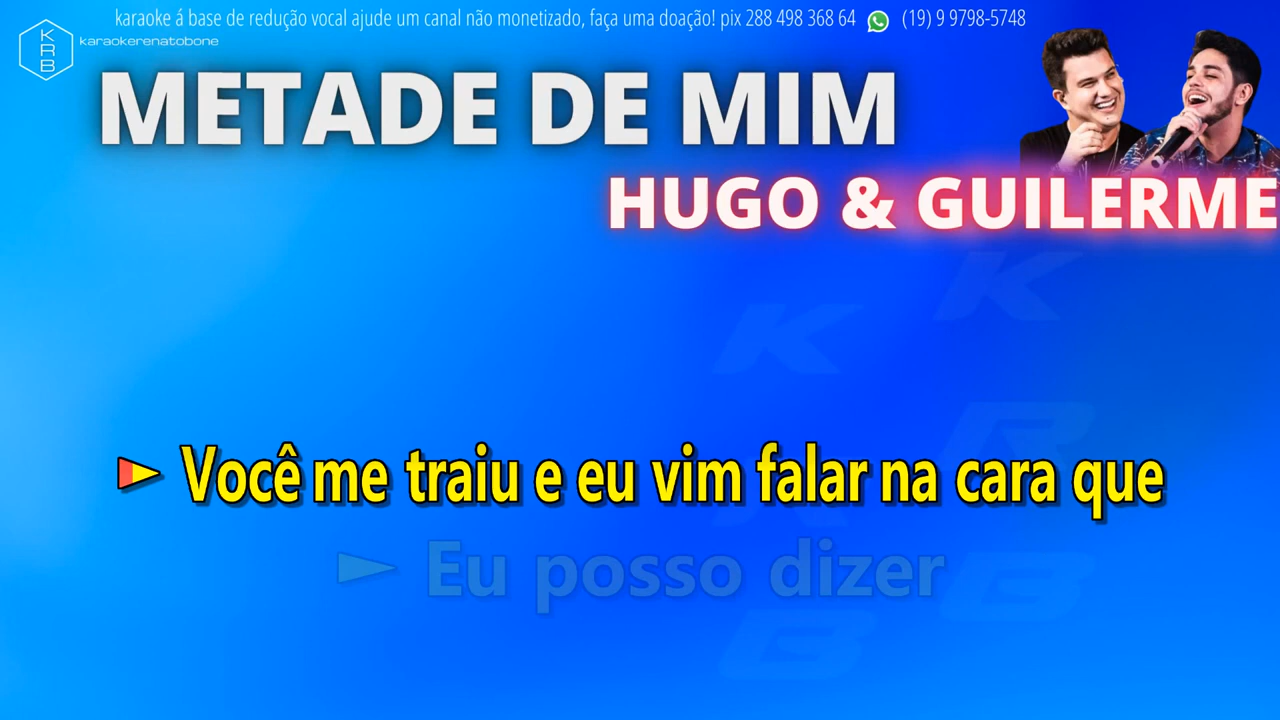 karaoke á base de redução vocal ajude um canal não monetizado, faça uma doação! pix 288 498 368 64 (19) 9 9798-5748
KRB
karaokerenatobone
METADE DE MIM
HUGO & GUILERME
K
K
R
R
Você me traiu e eu vim falar na cara que
Eu posso dizer
B
B